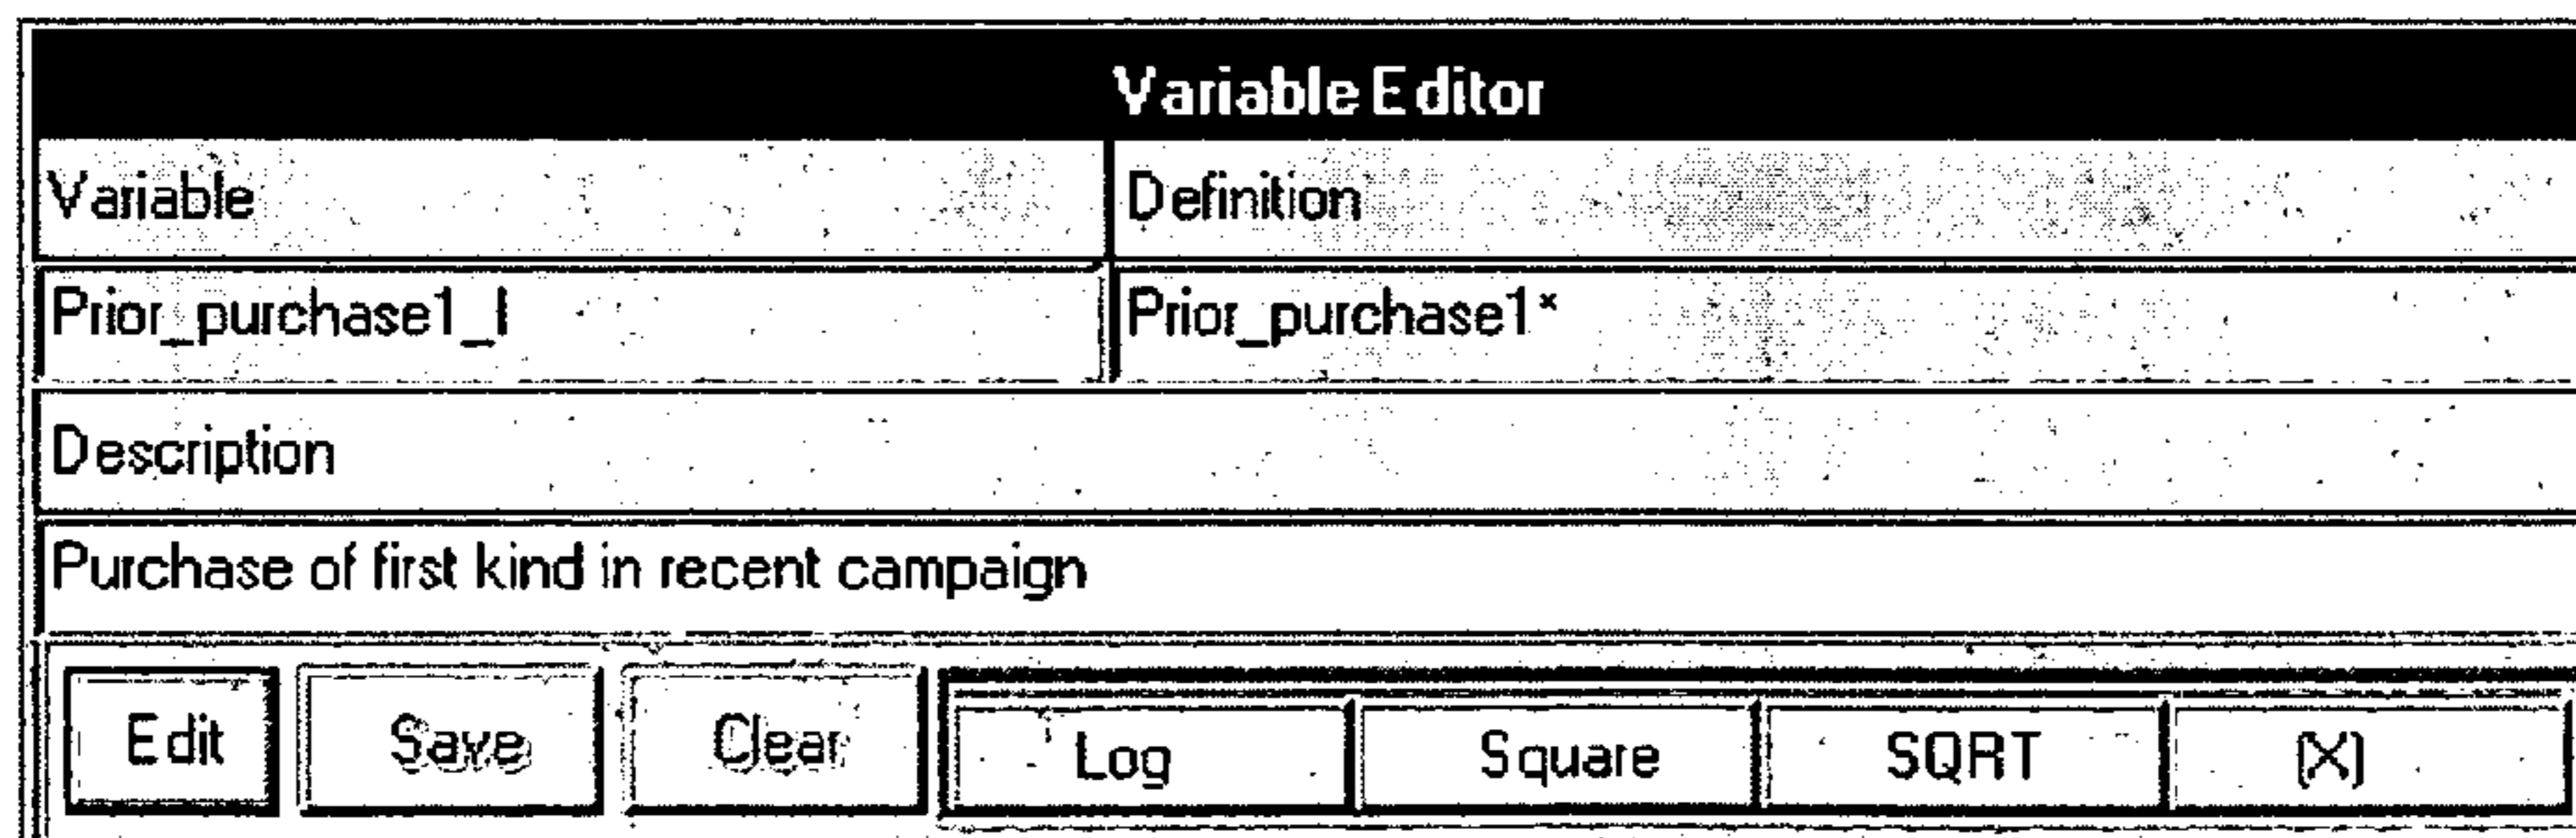 Variable Editor
Variable Definition
Prior_purchase1_I Prior_purchase1*
Description
Purchase of first kind in recent campaign
Edit Save Clear Log Square SQRT (X)